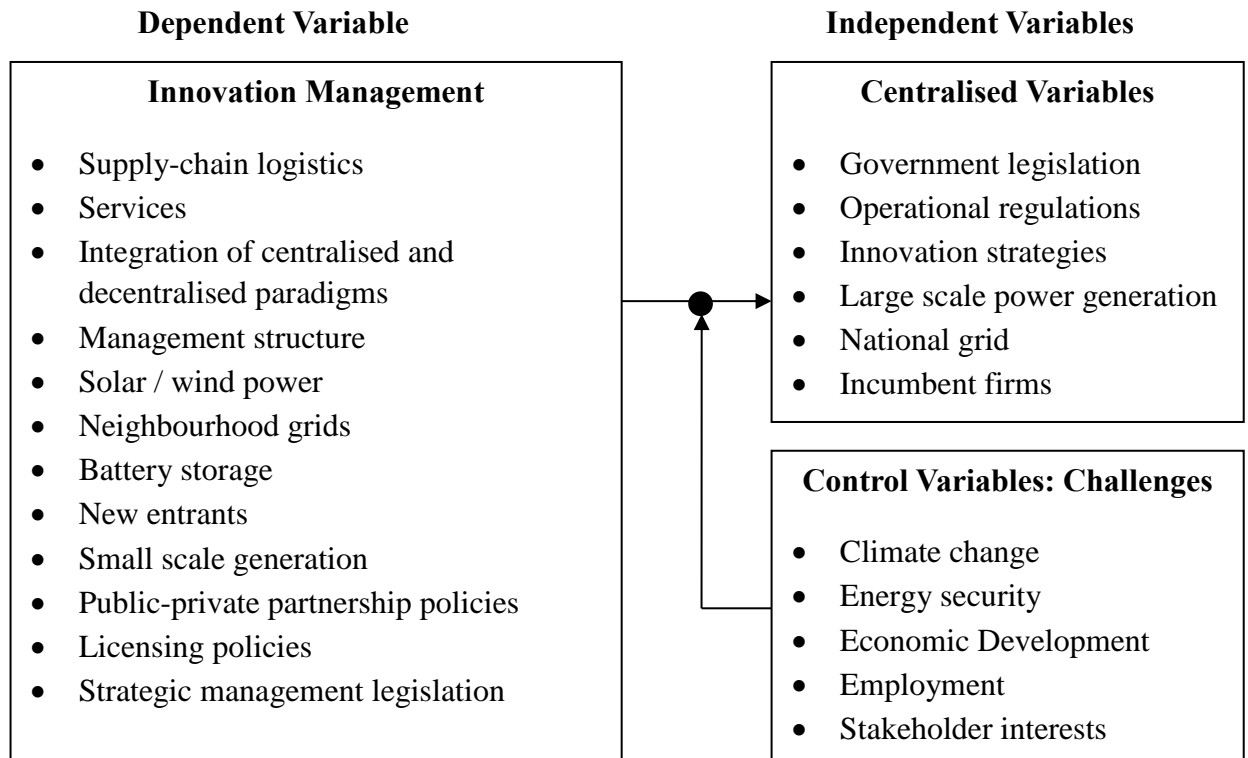 Dependent Variable
Independent Variables
Innovation Management
• Supply-chain logistics
• Services
• Integration of centralised and
decentralised paradigms
• Management structure
• Solar / wind power
• Neighbourhood grids
• Battery storage
• New entrants
• Small scale generation
• Public-private partnership policies
• Licensing policies
• Strategic management legislation
Centralised Variables
• Government legislation
• Operational regulations
• Innovation strategies
• Large scale power generation
• National grid
• Incumbent firms
Control Variables: Challenges
• Climate change
• Energy security
• Economic Development
• Employment
• Stakeholder interests